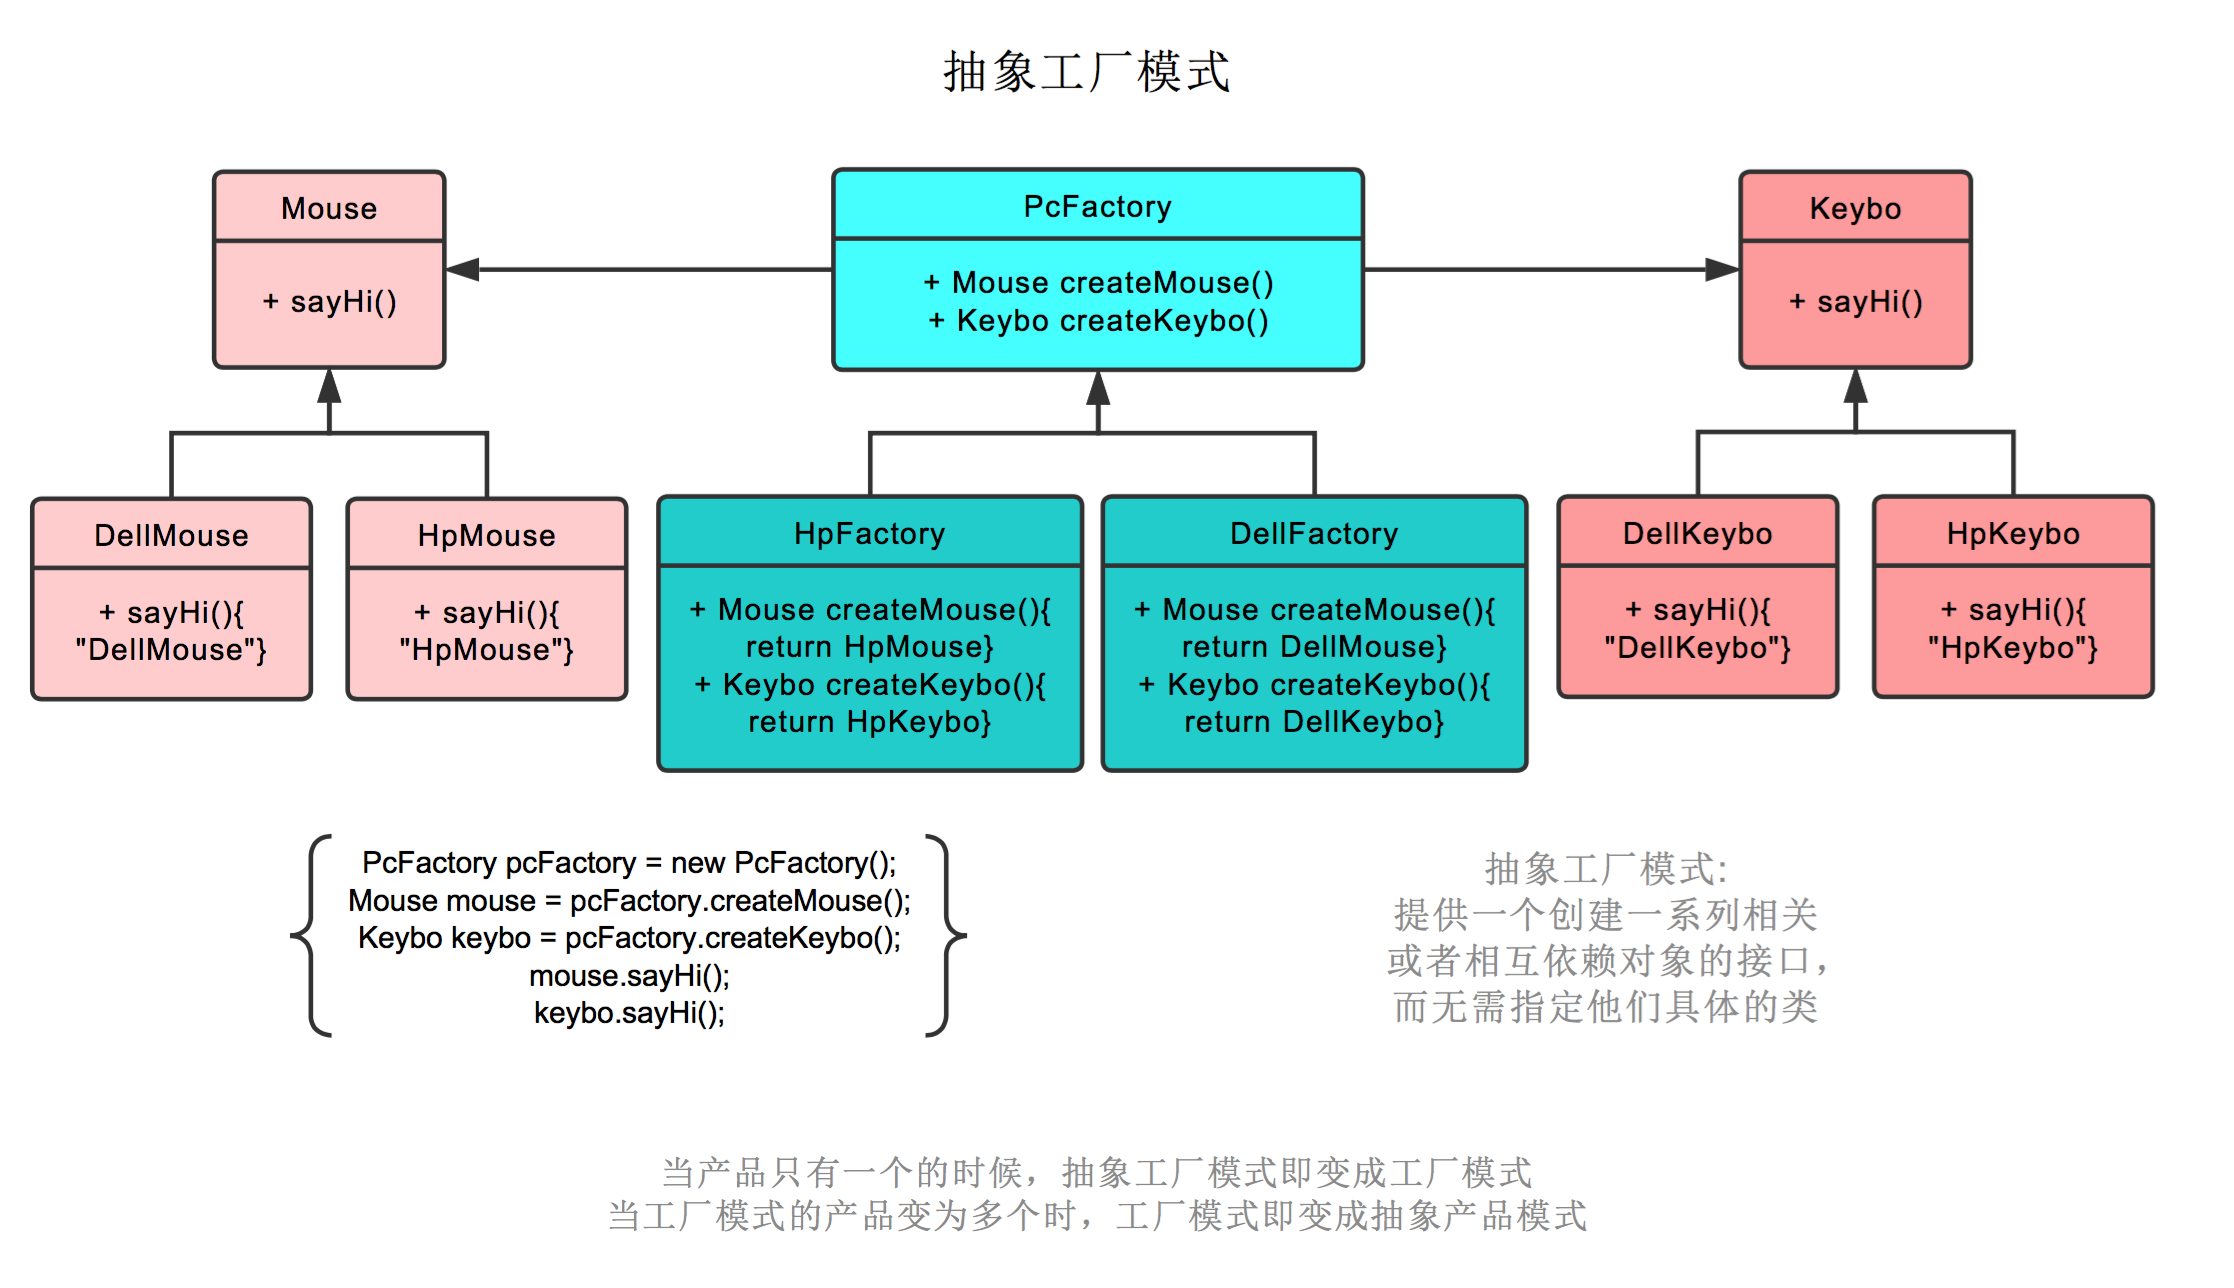 抽象工厂模式
Mouse
+ sayHi()
PcFactory
+ Mouse createMouse()
+ Keybo createKeybo()
Keybo
+ sayHi()
DellMouse
+ sayHi(){
"DellMouse"}
HpMouse
+ sayHi(){
"HpMouse"}
HpFactory
+ Mouse createMouse(){
return HpMouse}
+ Keybo createKeybo(){
return HpKeybo}
DellFactory
+ Mouse createMouse(){
return DellMouse}
+ Keybo createKeybo(){
return DellKeybo}
DellKeybo
+ sayHi(){
"DellKeybo"}
HpKeybo
+ sayHi(){
"HpKeybo"}
PcFactory pcFactory = new PcFactory();
Mouse mouse = pcFactory.createMouse();
Keybo keybo = pcFactory.createKeybo();
mouse.sayHi();
keybo.sayHi();
抽象工厂模式:
提供一个创建一系列相关
或者相互依赖对象的接口，
而无需指定他们具体的类
当产品只有一个的时候，抽象工厂模式即变成工厂模式
当工厂模式的产品变为多个时，工厂模式即变成抽象产品模式